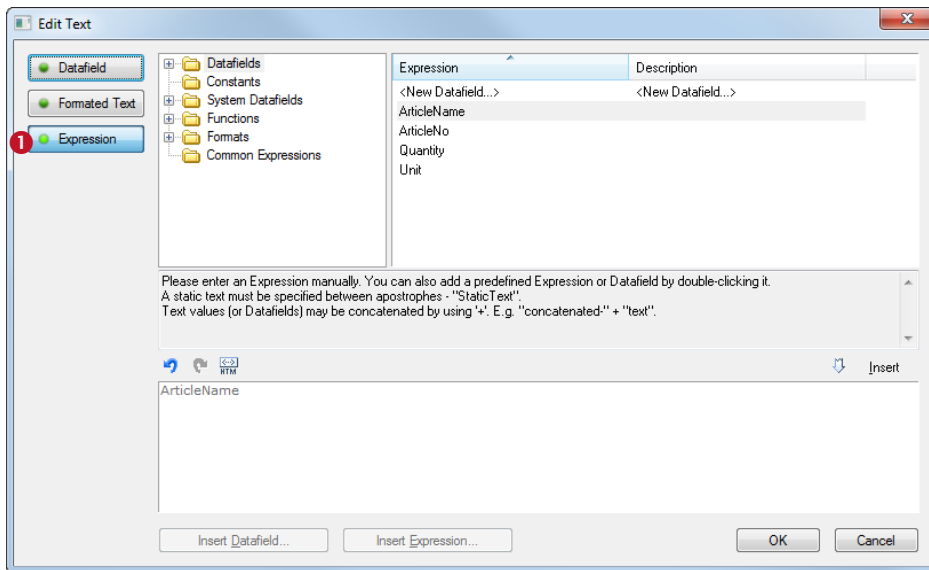 Edit Text
x
Datafield
Formated Text
1
Expression
Datafields
Constants
System Datafields
Functions
Formats
Common Expressions
Expression Description
<New Datafield...> <New Datafield...>
ArticleName
ArticleNo
Quantity
Unit
Please enter an Expression manually. You can also add a predefined Expression or Datafield by double-clicking it.
A static text must be specified between apostrophes - "StaticText".
Text values (or Datafields) may be concatenated by using '+'. E.g. "concatenated-" + "text".
HTM
Insert
ArticleName
Insert Datafield...
Insert Expression...
OK
Cancel